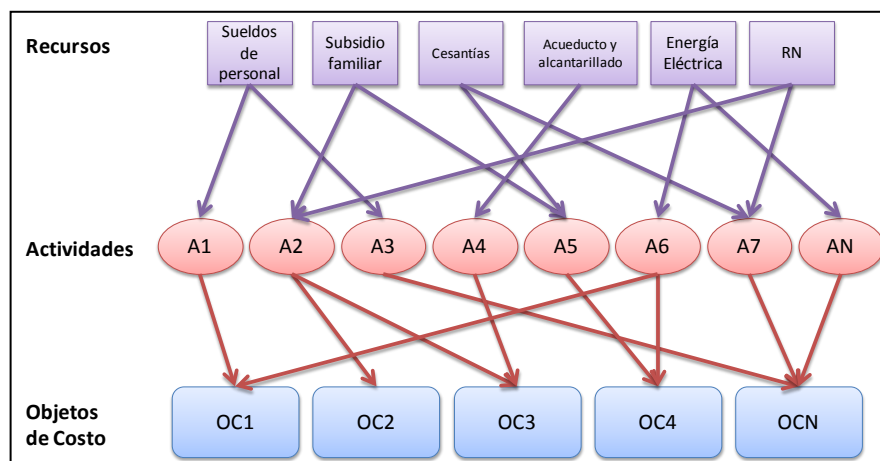 Recursos
Sueldos
de
personal
Subsidio
familiar
Cesantías
Acueducto y
alcantarillado
Energía
Eléctrica
RN
Actividades
A1
A2
A3
A4
A5
A6
A7
AN
Objetos
de Costo
OC1
OC2
OC3
OC4
OCN